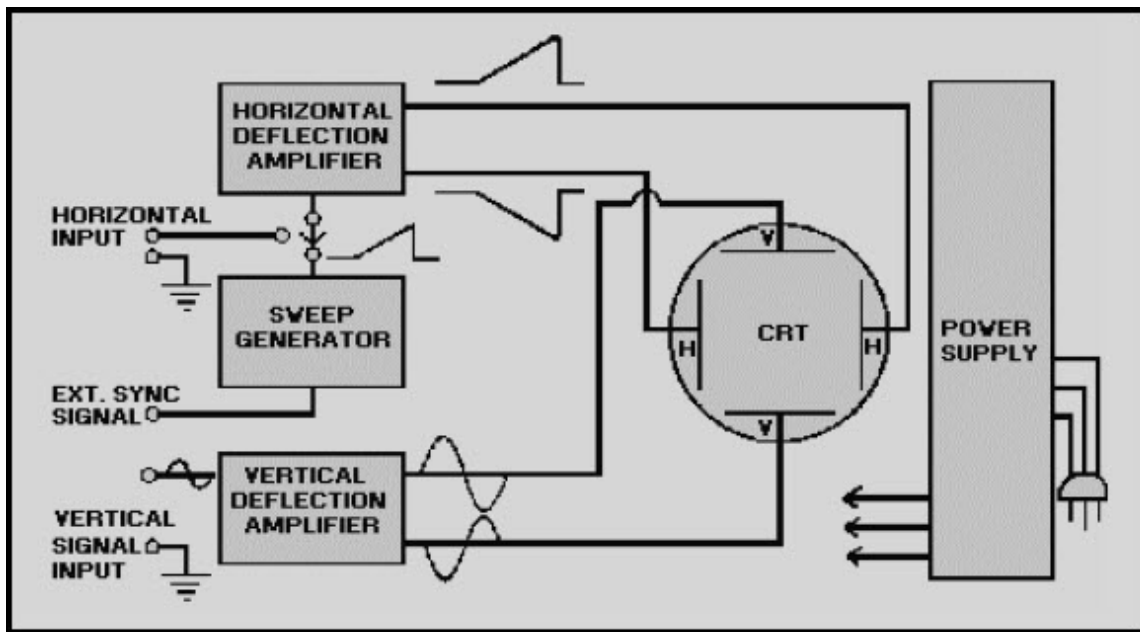 HORIZONTAL
DEFLECTION
AMPLIFIER
HORIZONTAL
INPUT
SWEEP
GENERATOR
EXT. SYNC
SIGNAL
VERTICAL
DEFLECTION
AMPLIFIER
VERTICAL
SIGNAL
INPUT
V
H
CRT
H
V
POWER
SUPPLY